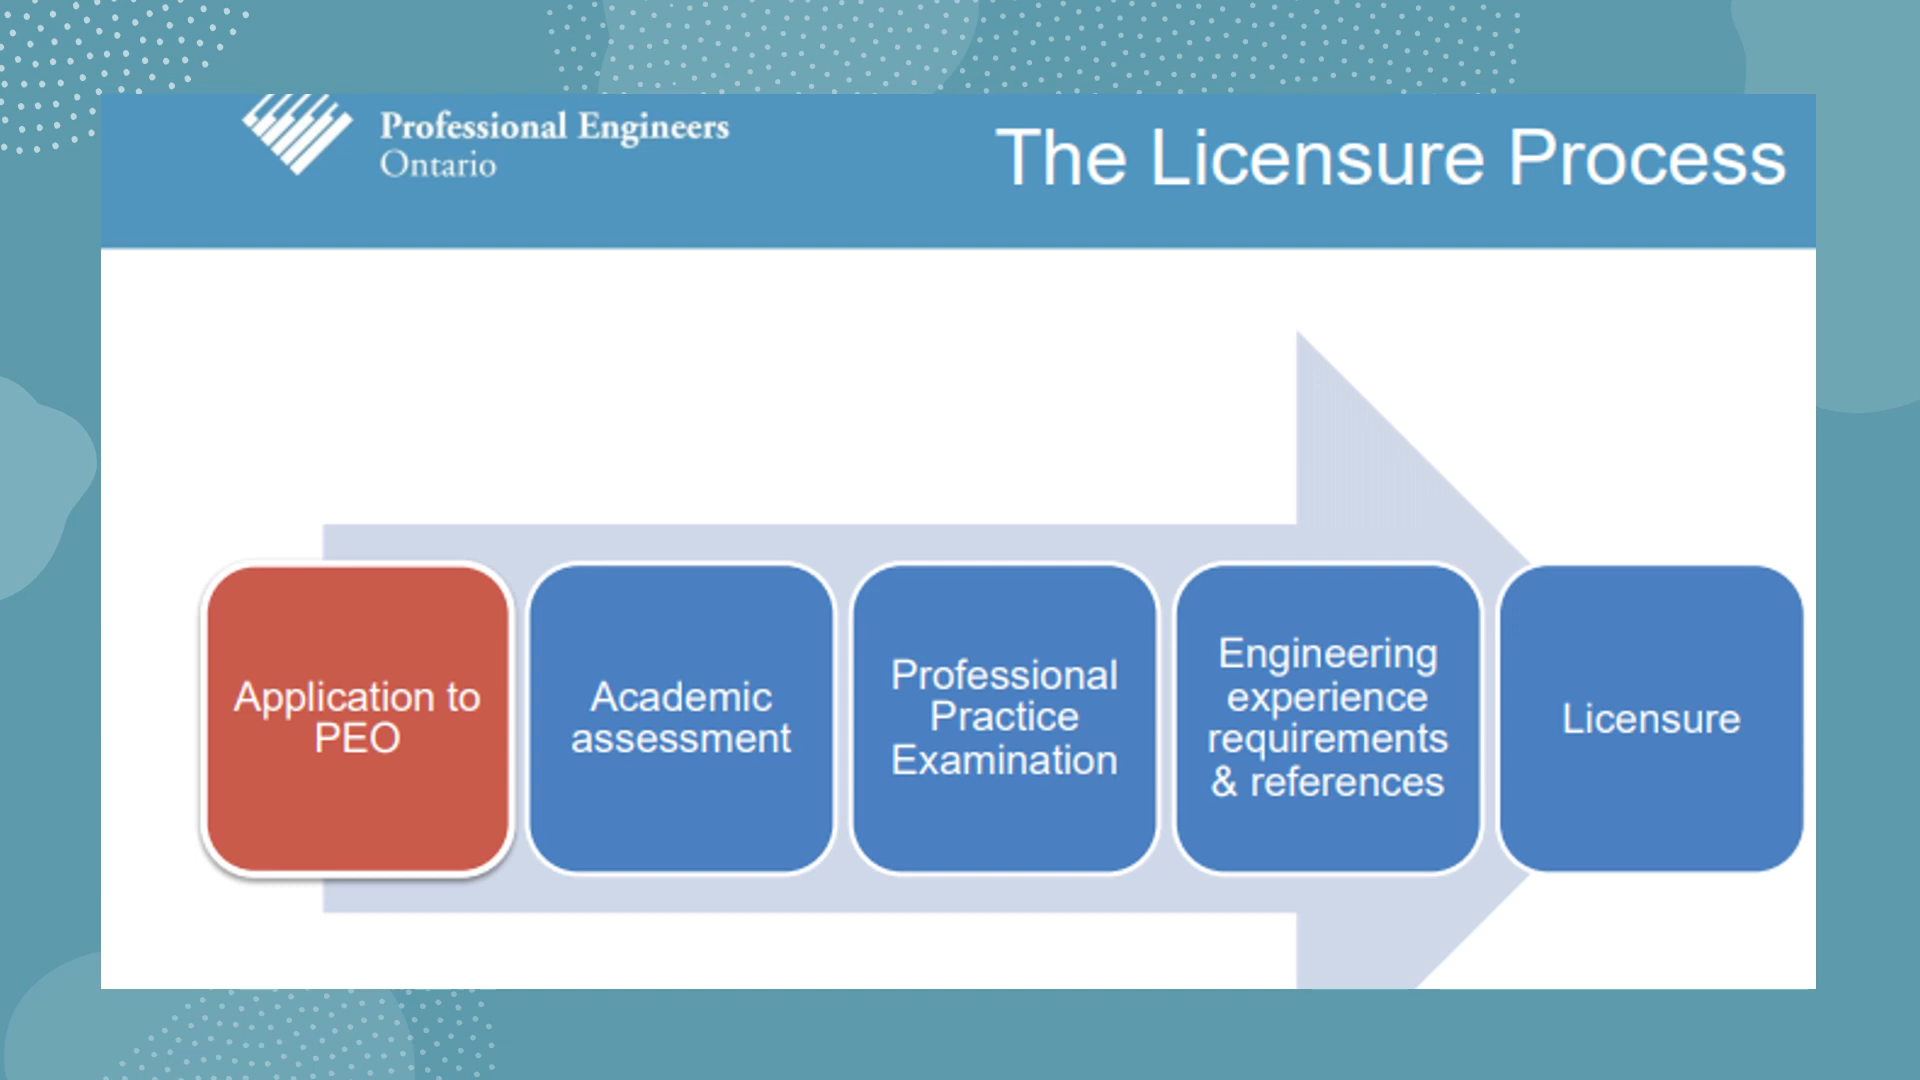 Professional Engineers
Ontario
The Licensure Process
Application to
PEO
Academic
assessment
Professional
Practice
Examination
Engineering
experience
requirements
& references
Licensure